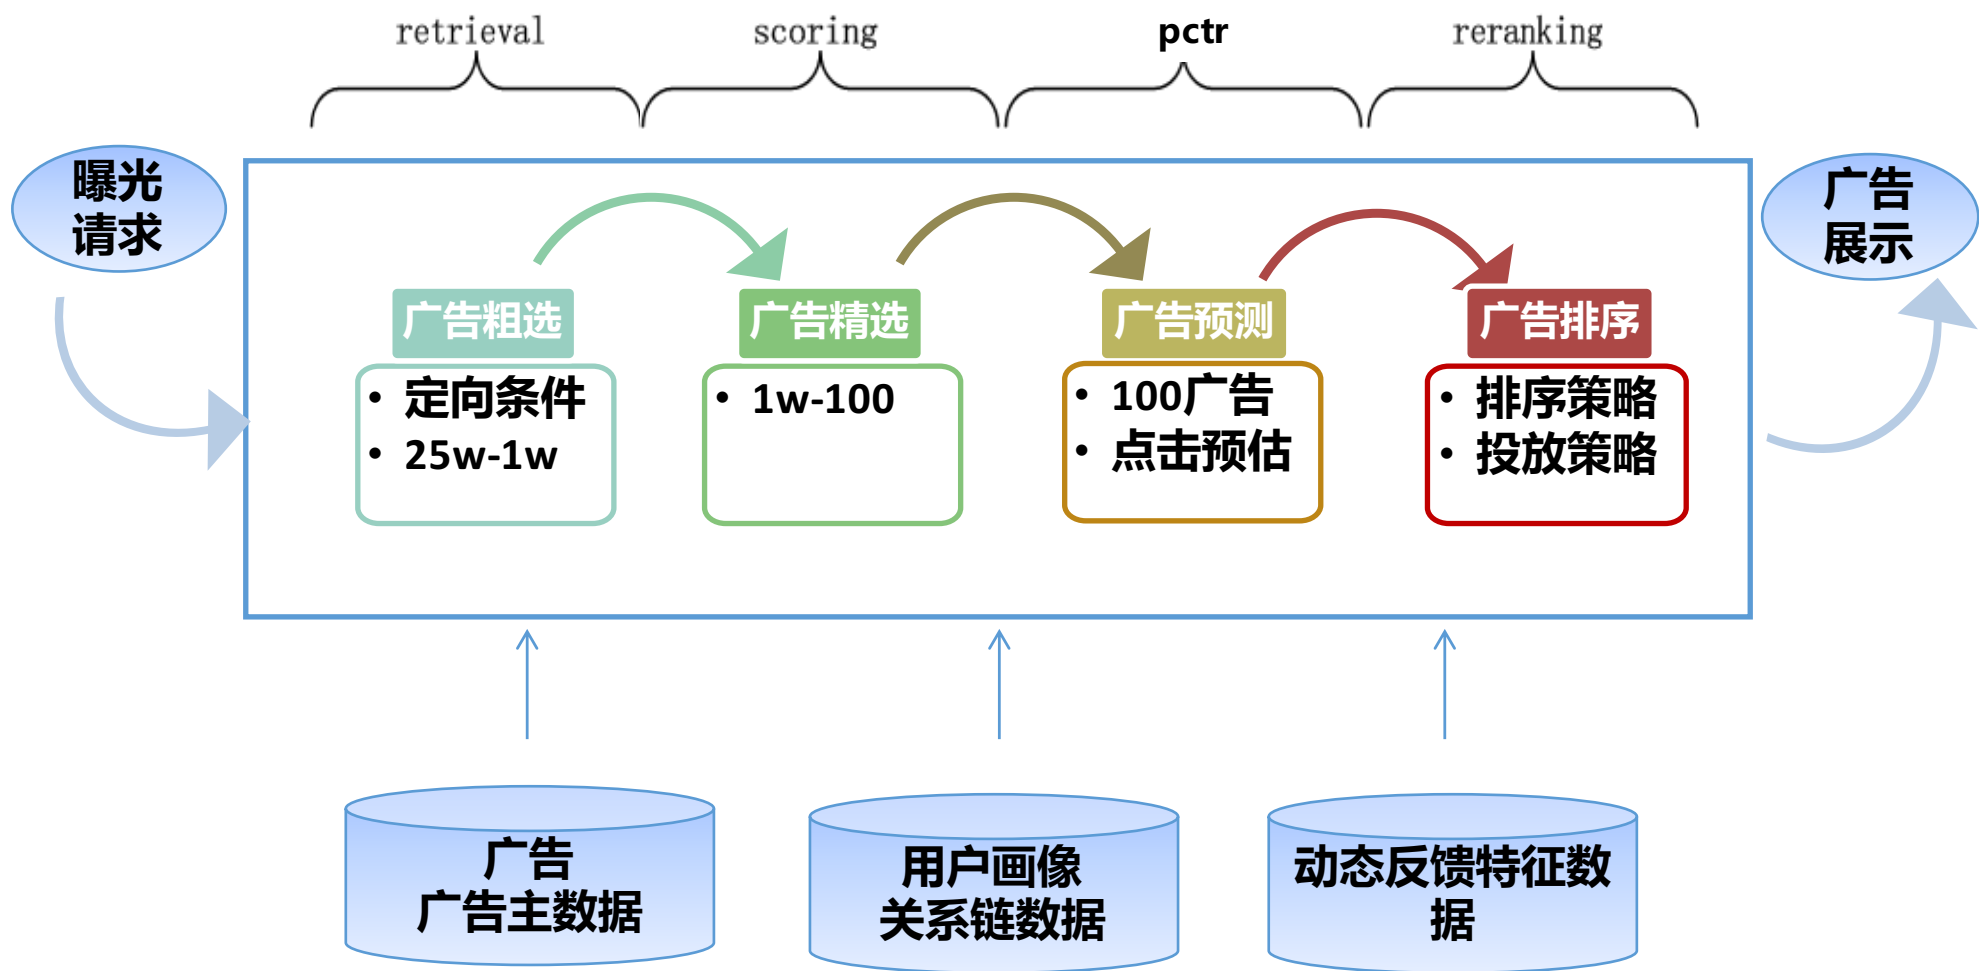 retrieval
scoring
pctr
reranking
曝光
请求
广告
展示
广告粗选
• 定向条件
• 25w-1w
广告精选
• 1w-100
广告预测
• 100广告
• 点击预估
广告排序
• 排序策略
• 投放策略
广告
广告主数据
用户画像
关系链数据
动态反馈特征数
据